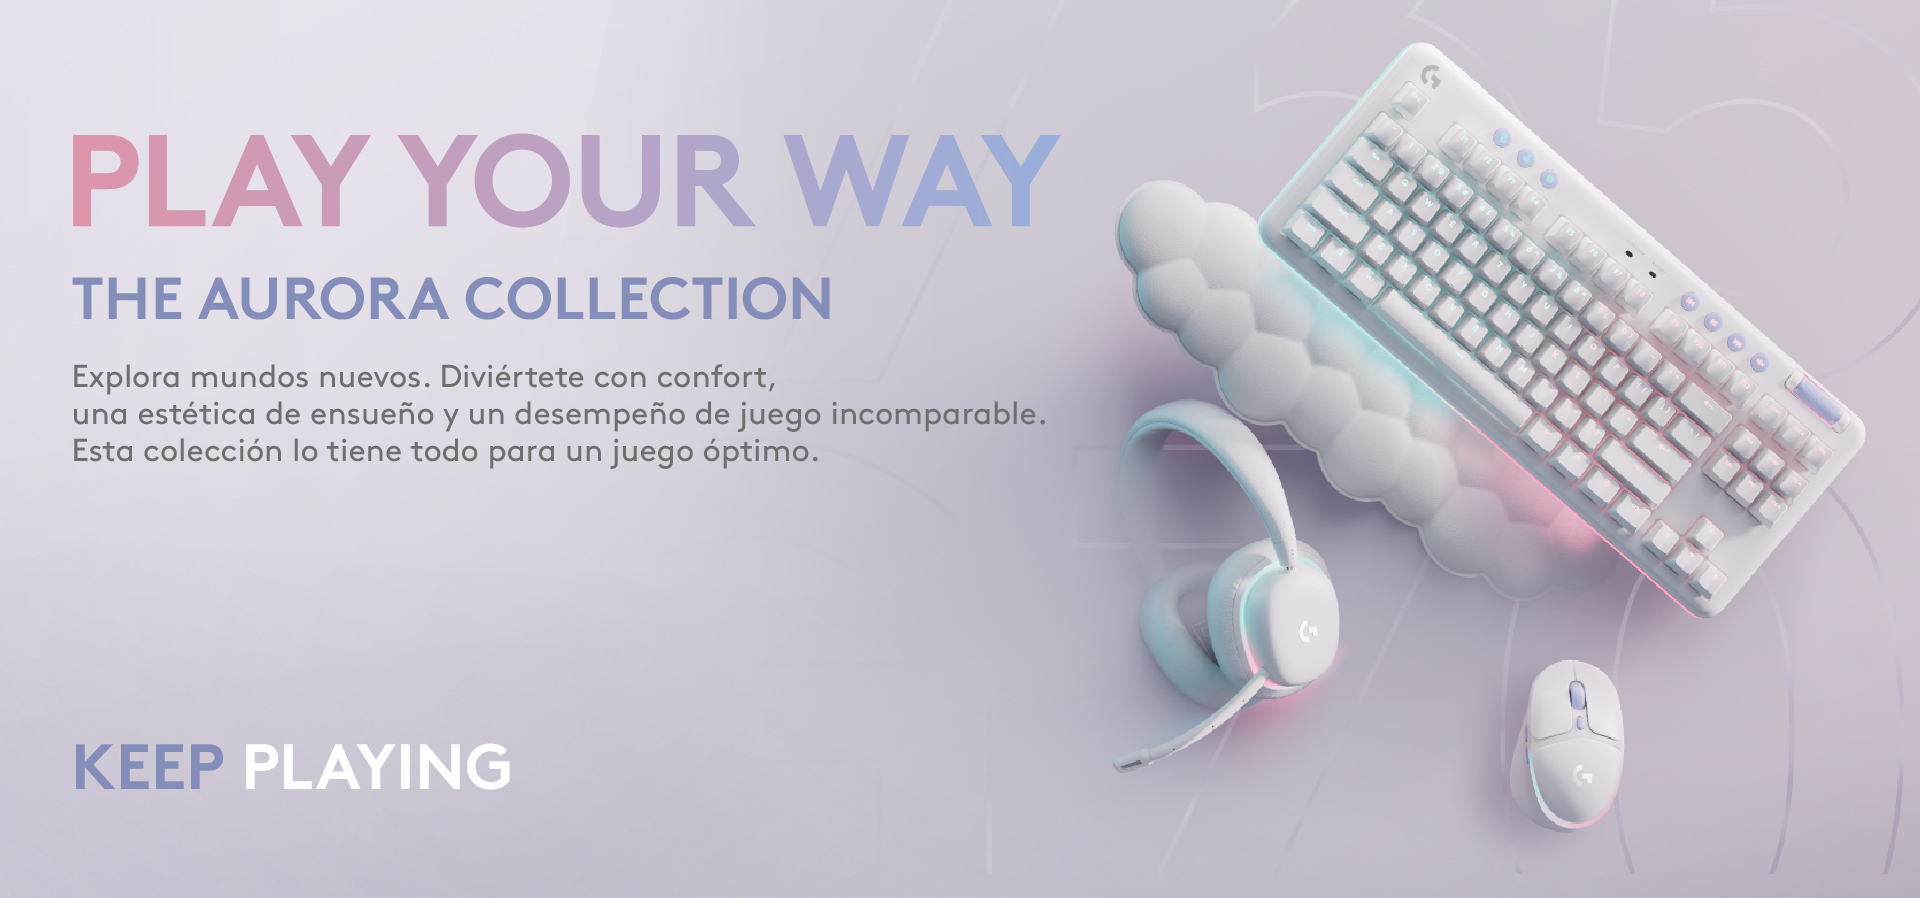 PLAY YOUR WAY
THE AURORA COLLECTION
Explora mundos nuevos. Diviértete con confort,
una estética de ensueño y un desempeño de juego incomparable.
Esta colección lo tiene todo para un juego óptimo.
KEEP PLAYING